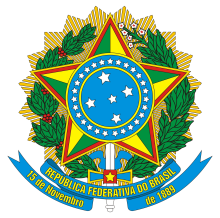 REPÚBLICA FEDERATIVA DO BRASIL
15 de Novembro
de 1889